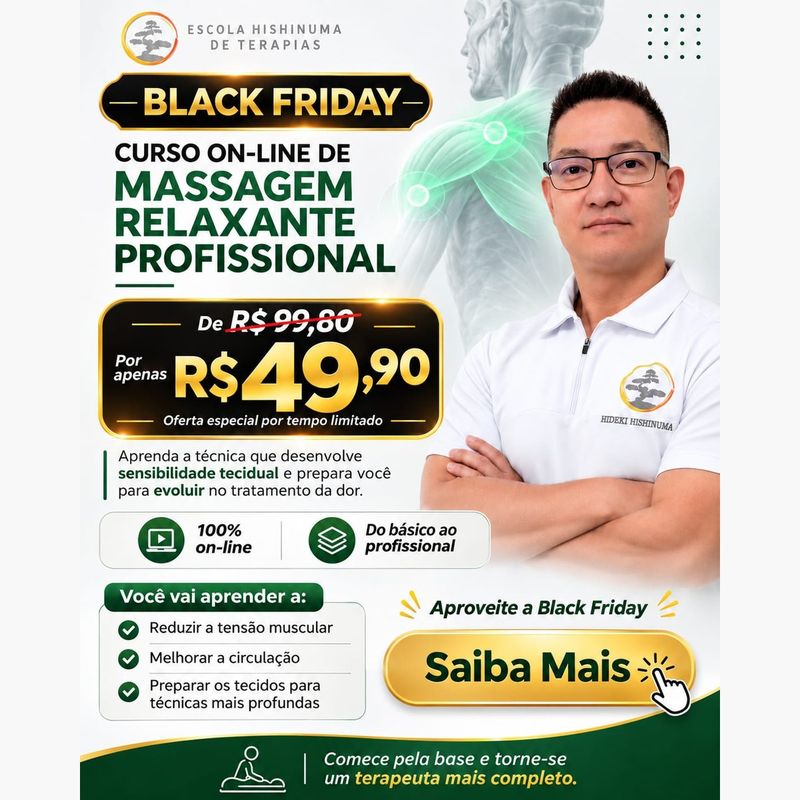 ESCOLA HISHINUMA
DE TERAPIAS
BLACK FRIDAY
CURSO ON-LINE DE
MASSAGEM
RELAXANTE
PROFISSIONAL
De R$ 99,80
Por
apenas
R$49,90
Oferta especial por tempo limitado
HIDEKI HISHINUMA
Aprenda a técnica que desenvolve
sensibilidade tecidual e prepara você
para evoluir no tratamento da dor.
100%
on-line
Do básico ao
profissional
Você vai aprender a:
Reduzir a tensão muscular
Melhorar a circulação
Preparar os tecidos para
técnicas mais profundas
Aproveite a Black Friday
Saiba Mais
Comece pela base e torne-se
um terapeuta mais completo.